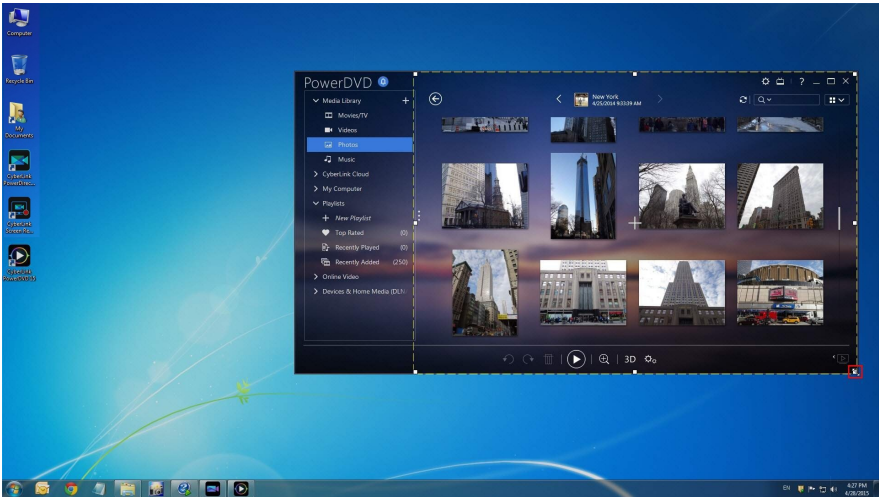 Computer
Recycle Bin
My
Documents
CyberLink
PowerDirec...
CyberLink
Screen Re...
CyberLink
PowerDVD 15
PowerDVD
Media Library
Movies/TV
Videos
Photos
Music
CyberLink Cloud
My Computer
Playlists
New Playlist
Top Rated (0)
Recently Played (0)
Recently Added (250)
Online Video
Devices & Home Media (DLN
New York
4/25/2014 9:33:39 AM
?
3D
EN
4:27 PM
4/28/2015